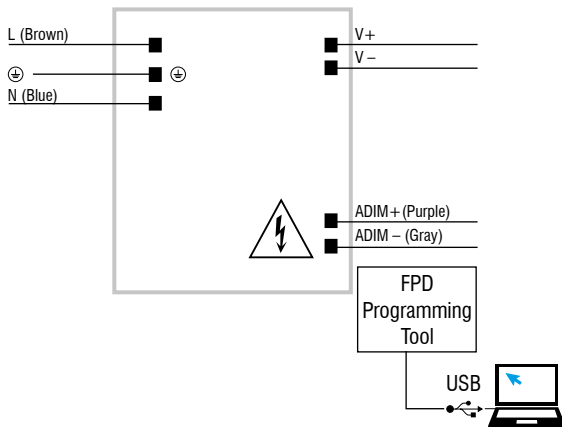 L (Brown)
N (Blue)
V+
V –
ADIM+ (Purple)
ADIM – (Gray)
FPD
Programming
Tool
USB